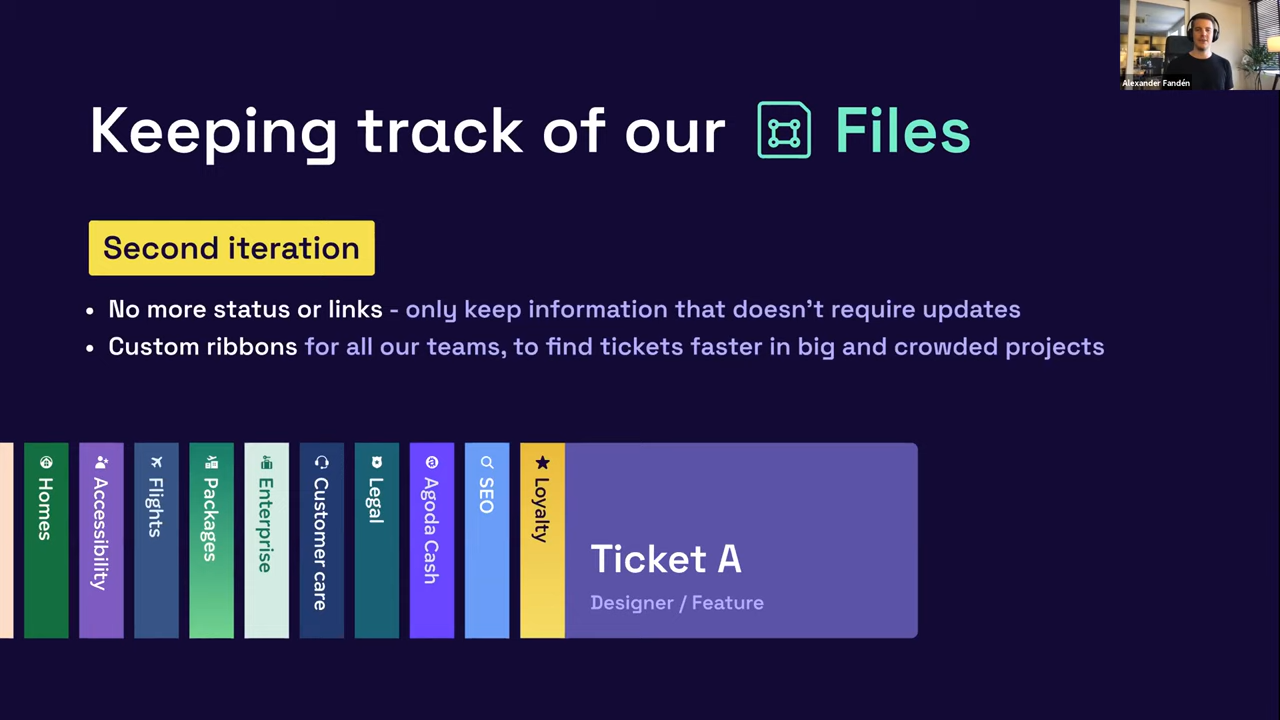 Alexander Fandén
Keeping track of our Files
Second iteration
• No more status or links - only keep information that doesn't require updates
• Custom ribbons for all our teams, to find tickets faster in big and crowded projects
Homes
Accessibility
Flights
Packages
Enterprise
Customer care
Legal
Agoda Cash
SEO
Loyalty
Ticket A
Designer / Feature